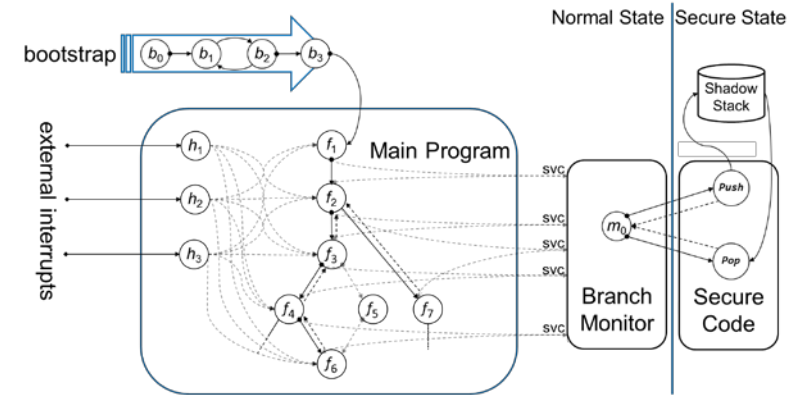 Normal State
Secure State
bootstrap
b0
b1
b2
b3
Shadow
Stack
external interrupts
h1
h2
h3
f1
Main Program
f2
f3
f4
f5
f7
f6
svc
svc
svc
svc
svc
m0
Push
Pop
Branch
Monitor
Secure
Code